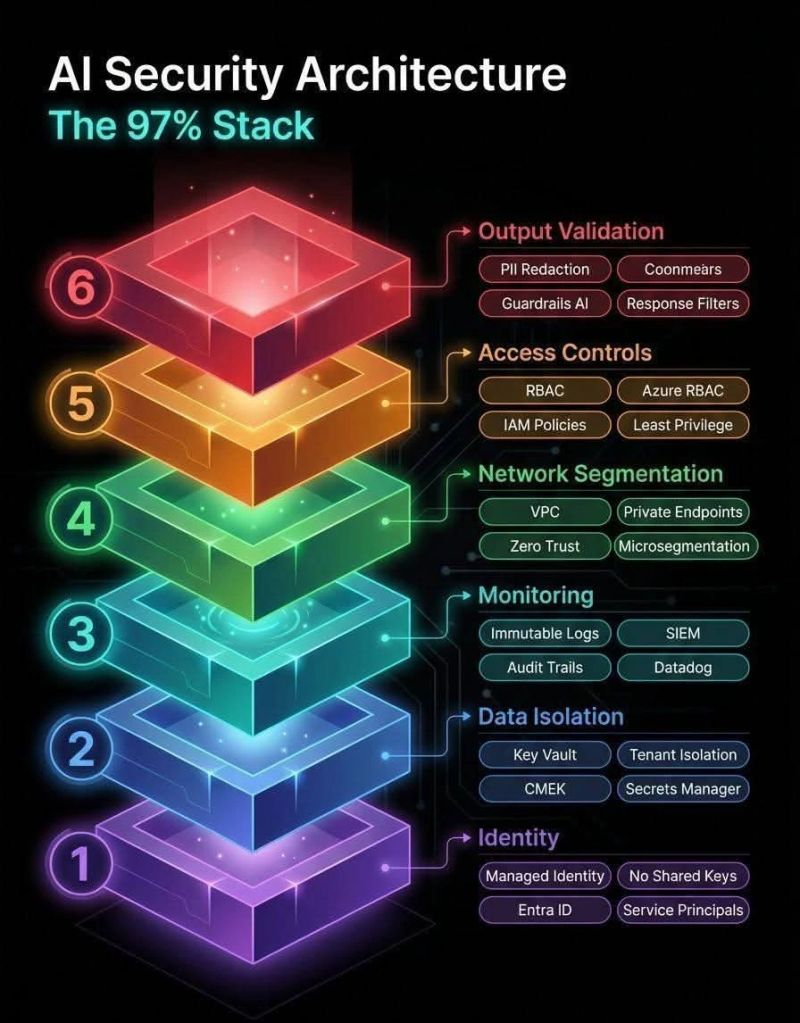 AI Security Architecture
The 97% Stack
6
Output Validation
PII Redaction
Coonmears
Guardrails AI
Response Filters
5
Access Controls
RBAC
Azure RBAC
IAM Policies
Least Privilege
4
Network Segmentation
VPC
Private Endpoints
Zero Trust
Microsegmentation
3
Monitoring
Immutable Logs
SIEM
Audit Trails
Datadog
2
Data Isolation
Key Vault
Tenant Isolation
CMEK
Secrets Manager
1
Identity
Managed Identity
No Shared Keys
Entra ID
Service Principals